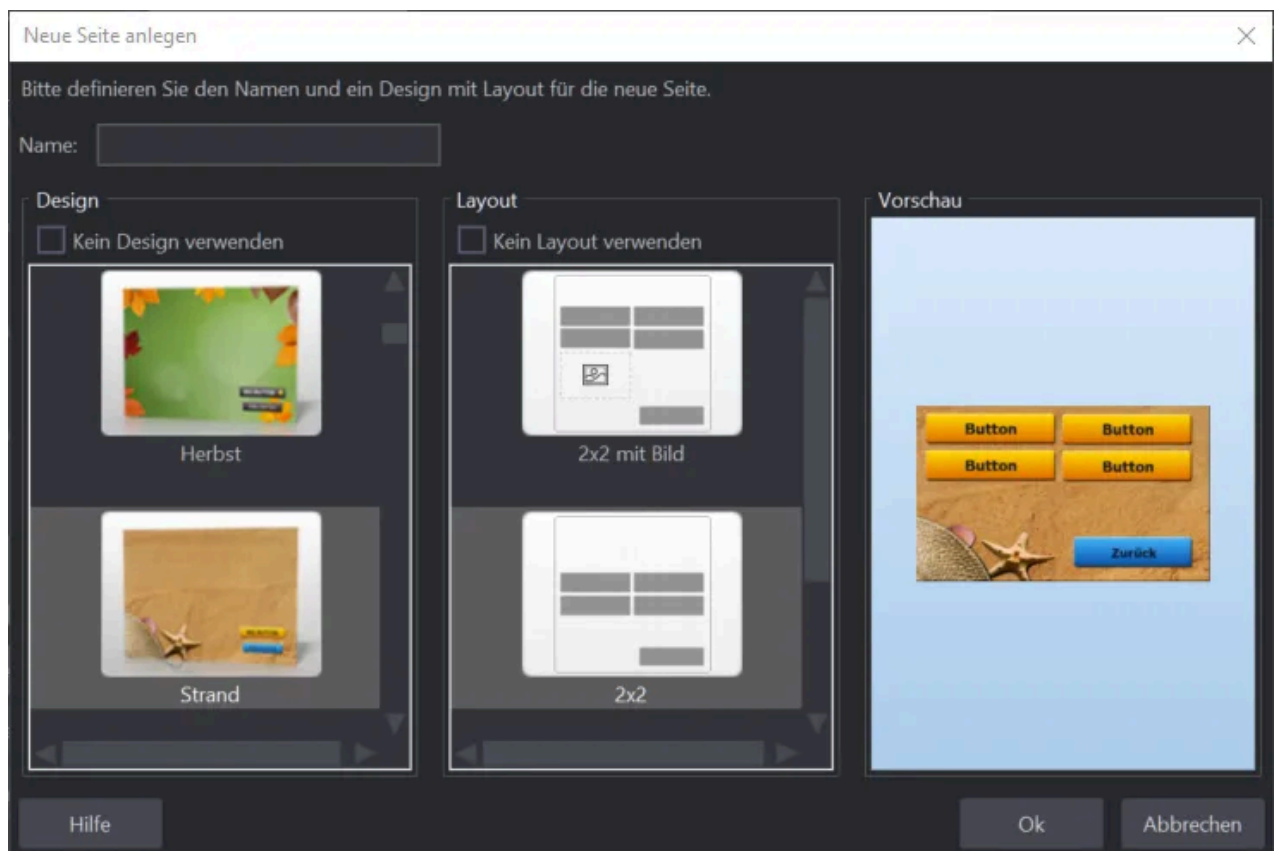 Neue Seite anlegen
Bitte definieren Sie den Namen und ein Design mit Layout für die neue Seite.
Name:
Design
Kein Design verwenden
Herbst
Strand
Layout
Kein Layout verwenden
2x2 mit Bild
2x2
Vorschau
Button Button
Button Button
Zurück
Hilfe
Ok
Abbrechen